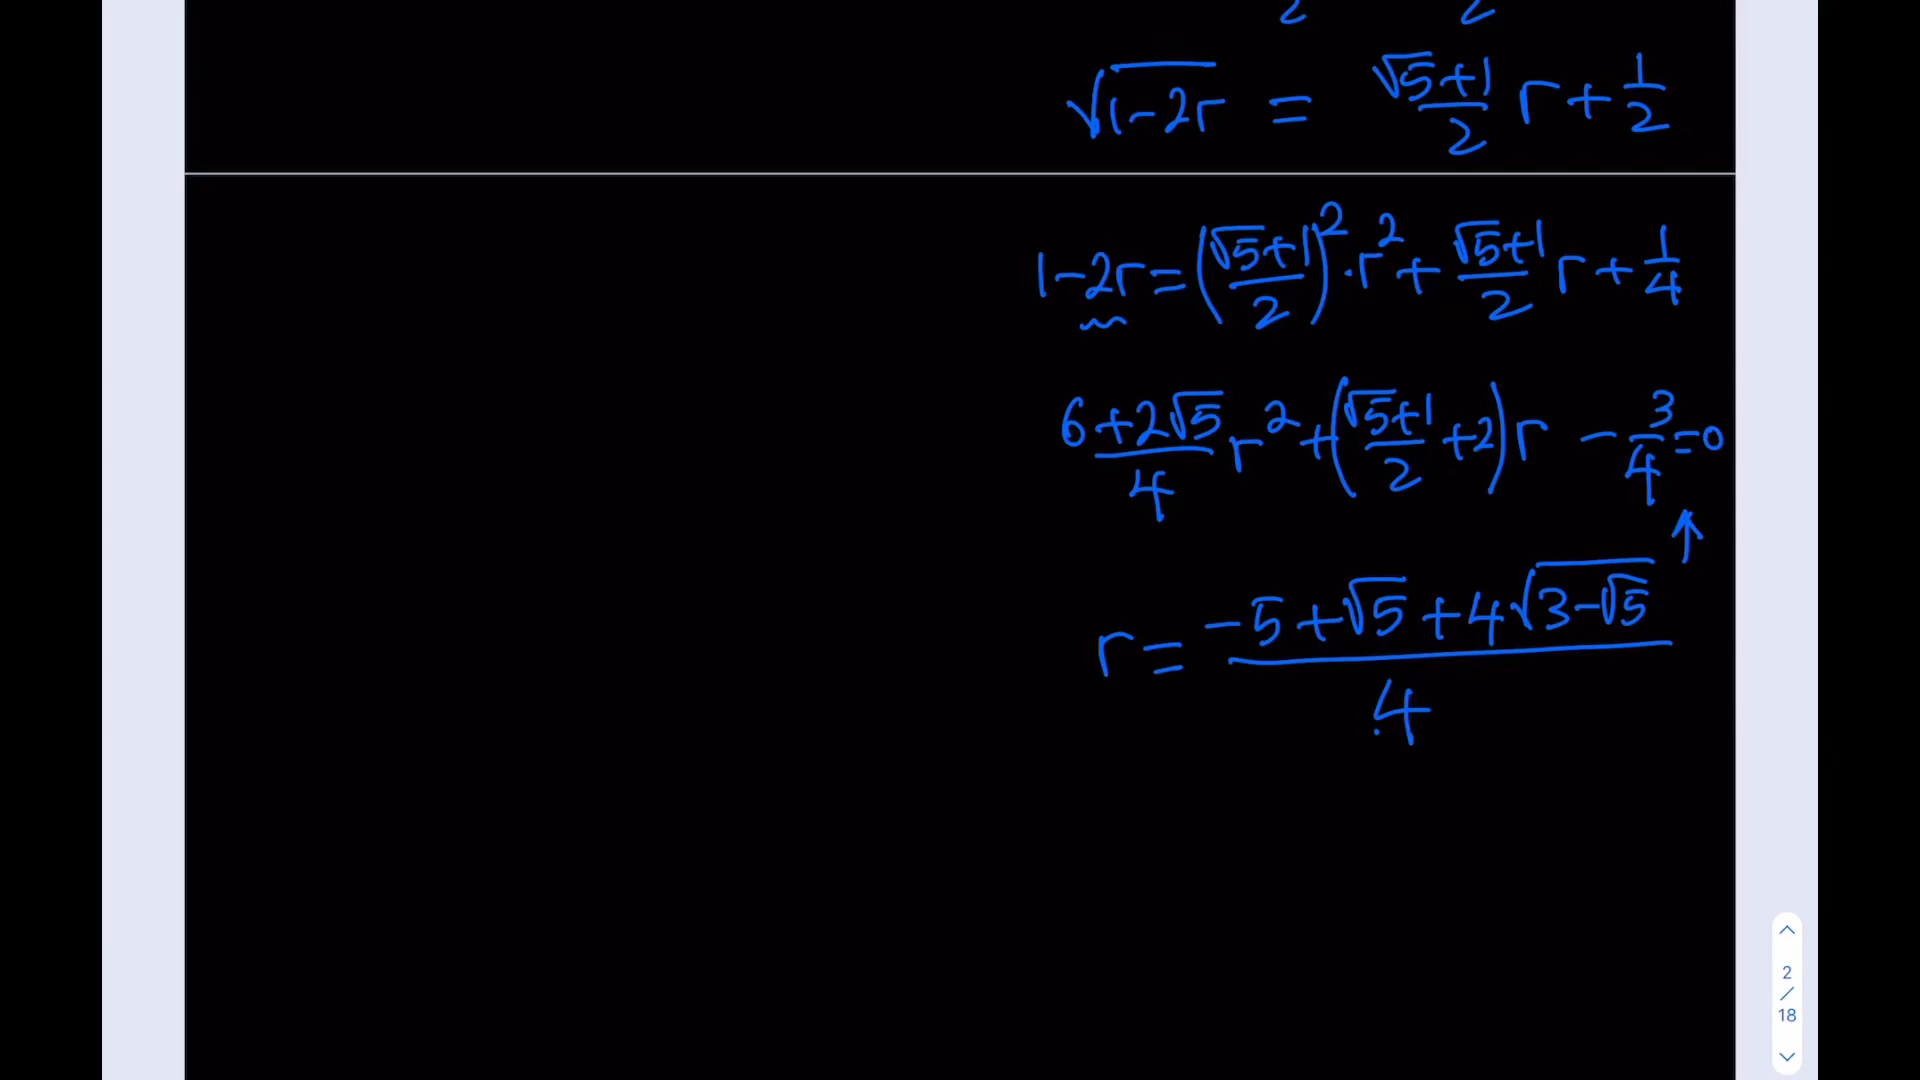 2 2
√(1-2r) = (√5+1)/2 r + 1/2
1-2r = ((√5+1)/2)² · r² + (√5+1)/2 r + 1/4
(6+2√5)/4 r² + ((√5+1)/2 + 2) r - 3/4 = 0
↑
r = (-5+√5+4√(3-√5))/4
2
/
18